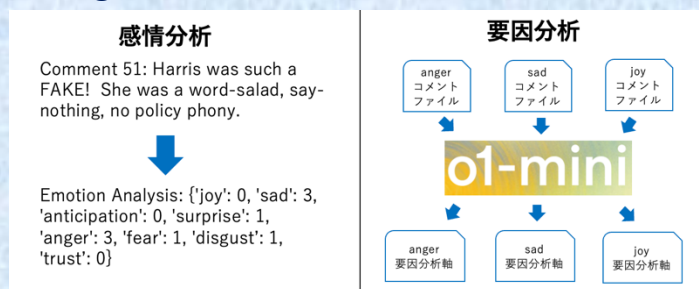 感情分析
Comment 51: Harris was such a
FAKE! She was a word-salad, say-
nothing, no policy phony.
Emotion Analysis: {'joy': 0, 'sad': 3,
'anticipation': 0, 'surprise': 1,
'anger': 3, 'fear': 1, 'disgust': 1,
'trust': 0}
要因分析
anger
コメント
ファイル
sad
コメント
ファイル
joy
コメント
ファイル
o1-mini
anger
要因分析軸
sad
要因分析軸
joy
要因分析軸